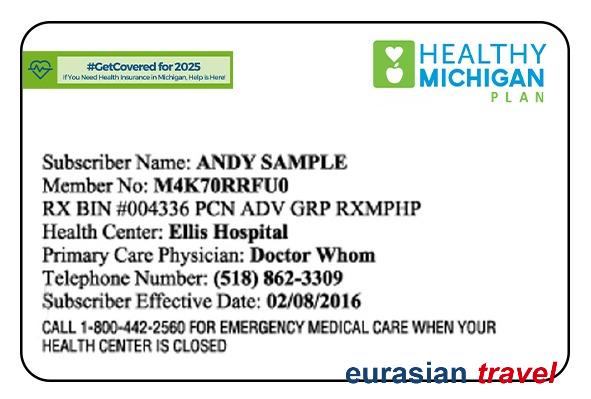 #GetCovered for 2025
If You Need Health Insurance in Michigan, Help is Here!
HEALTHY
MICHIGAN
PLAN
Subscriber Name: ANDY SAMPLE
Member No: M4K70RRFU0
RX BIN #004336 PCN ADV GRP RXMPHP
Health Center: Ellis Hospital
Primary Care Physician: Doctor Whom
Telephone Number: (518) 862-3309
Subscriber Effective Date: 02/08/2016
CALL 1-800-442-2560 FOR EMERGENCY MEDICAL CARE WHEN YOUR
HEALTH CENTER IS CLOSED
eurasian travel